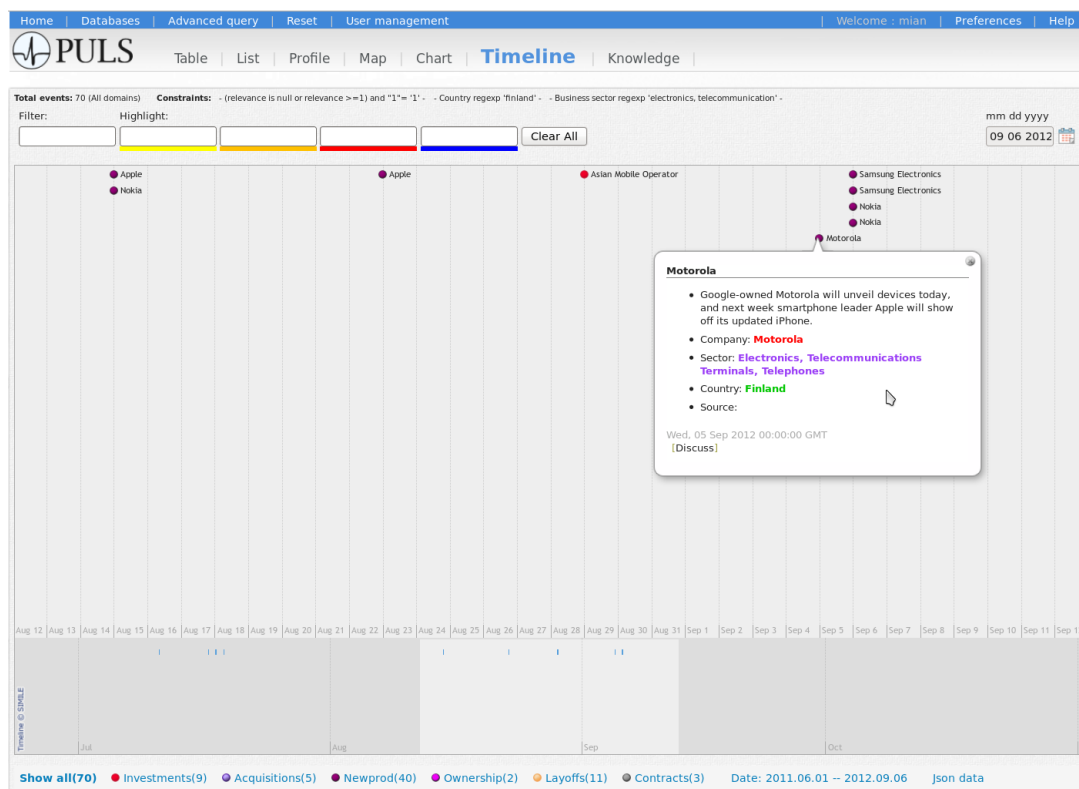 Home | Databases | Advanced query | Reset | User management | Welcome : mian | Preferences | Help
PULS Table | List | Profile | Map | Chart | Timeline | Knowledge |
Total events: 70 (All domains) Constraints: - (relevance is null or relevance >=1) and "1"= '1' - - Country regexp 'finland' - - Business sector regexp 'electronics, telecommunication' -
Filter: Highlight: mm dd yyyy
Clear All 09 06 2012
Apple Apple Asian Mobile Operator Samsung Electronics
Nokia Samsung Electronics
Nokia
Nokia
Motorola
Motorola
• Google-owned Motorola will unveil devices today,
and next week smartphone leader Apple will show
off its updated iPhone.
• Company: Motorola
• Sector: Electronics, Telecommunications
Terminals, Telephones
• Country: Finland
• Source:
Wed, 05 Sep 2012 00:00:00 GMT
[Discuss]
Aug 12 Aug 13 Aug 14 Aug 15 Aug 16 Aug 17 Aug 18 Aug 19 Aug 20 Aug 21 Aug 22 Aug 23 Aug 24 Aug 25 Aug 26 Aug 27 Aug 28 Aug 29 Aug 30 Aug 31 Sep 1 Sep 2 Sep 3 Sep 4 Sep 5 Sep 6 Sep 7 Sep 8 Sep 9 Sep 10 Sep 11 Sep 1
Timeline © SIMILE
Jul Aug Sep Oct
Show all(70) Investments(9) Acquisitions(5) Newprod(40) Ownership(2) Layoffs(11) Contracts(3) Date: 2011.06.01 -- 2012.09.06 Json data